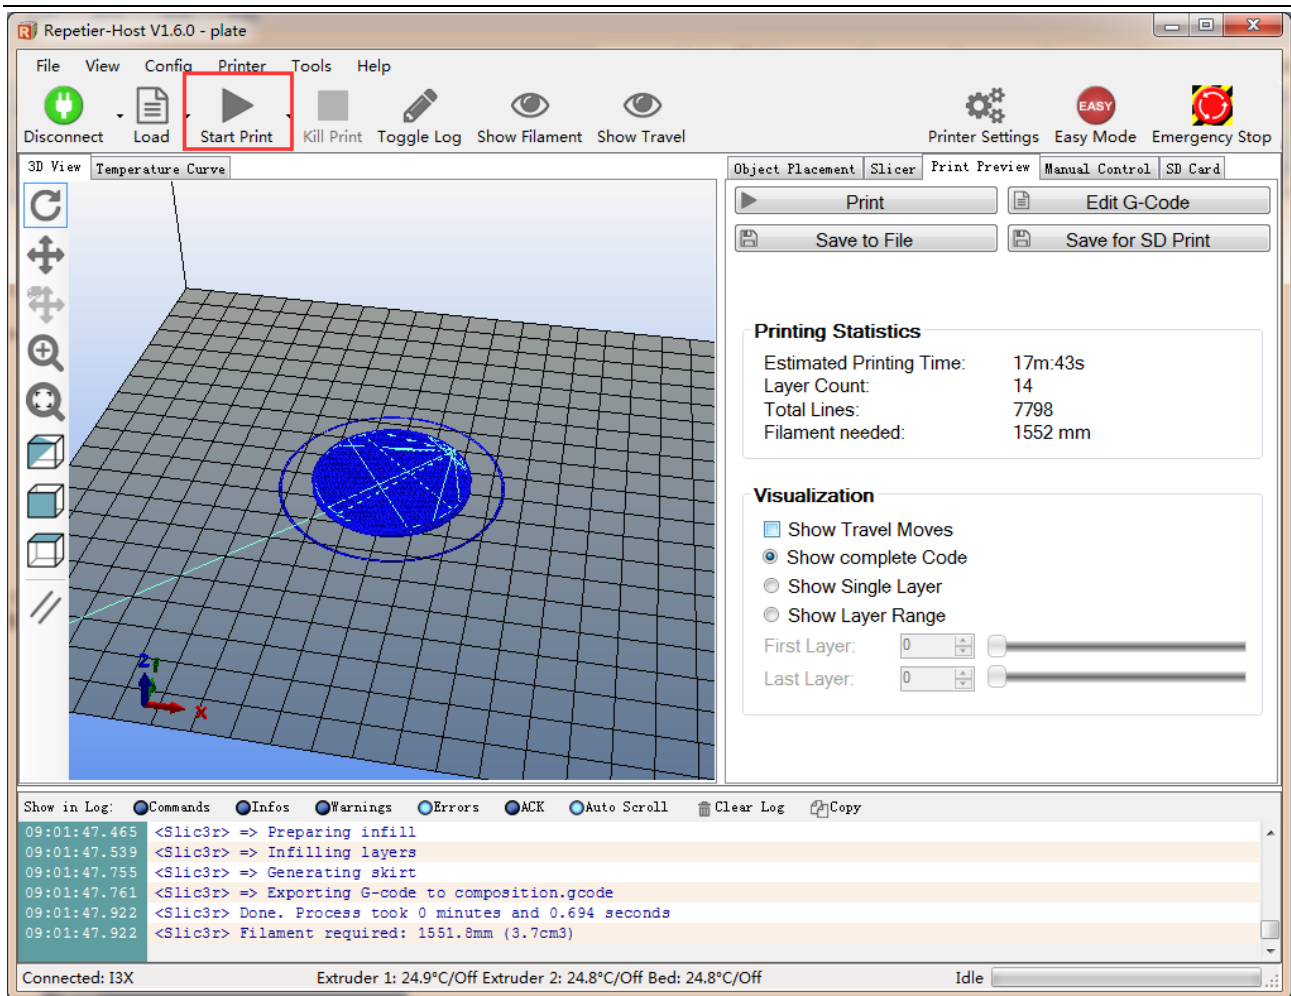 Repetier-Host V1.6.0 - plate
File View Config Printer Tools Help
Disconnect Load Start Print Kill Print Toggle Log Show Filament Show Travel Printer Settings EASY Easy Mode Emergency Stop
3D View Temperature Curve
Object Placement Slicer Print Preview Manual Control SD Card
Print Edit G-Code
Save to File Save for SD Print
Printing Statistics
Estimated Printing Time: 17m:43s
Layer Count: 14
Total Lines: 7798
Filament needed: 1552 mm
Visualization
Show Travel Moves
Show complete Code
Show Single Layer
Show Layer Range
First Layer: 0
Last Layer: 0
Z Y
X
Show in Log: Commands Infos Warnings Errors ACK Auto Scroll Clear Log Copy
09:01:47.465 <Slic3r> => Preparing infill
09:01:47.539 <Slic3r> => Infilling layers
09:01:47.755 <Slic3r> => Generating skirt
09:01:47.761 <Slic3r> => Exporting G-code to composition.gcode
09:01:47.922 <Slic3r> Done. Process took 0 minutes and 0.694 seconds
09:01:47.922 <Slic3r> Filament required: 1551.8mm (3.7cm3)
Connected: I3X Extruder 1: 24.9°C/Off Extruder 2: 24.8°C/Off Bed: 24.8°C/Off Idle